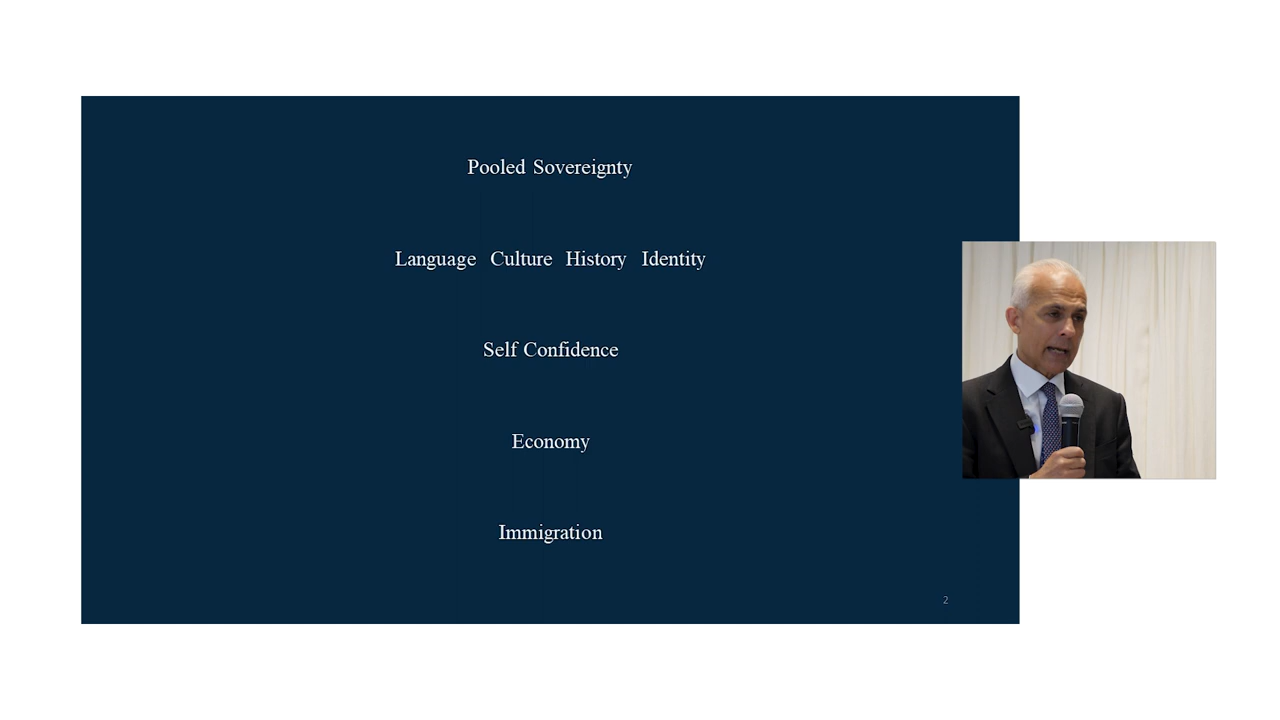 Pooled Sovereignty
Language Culture History Identity
Self Confidence
Economy
Immigration
2